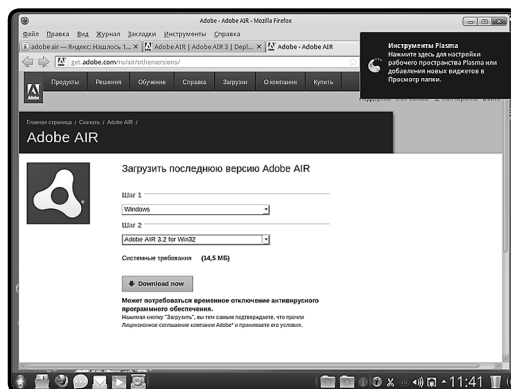 Adobe - Adobe AIR - Mozilla Firefox
Файл Правка Вид Журнал Закладки Инструменты Справка
adobe air — Яндекс: Нашлось 1...
Adobe AIR | Adobe AIR 3 | Depl...
Adobe - Adobe AIR
get.adobe.com/ru/air/otherversions/
Инструменты Plasma
Нажмите здесь для настройки
рабочего пространства Plasma или
добавления новых виджетов в
Просмотр папки.
Adobe
Продукты Решения Обучение Справка Загрузки О компании Купить
Главная страница / Скачать / Adobe AIR /
Adobe AIR
Загрузить последнюю версию Adobe AIR
Шаг 1
Windows
Шаг 2
Adobe AIR 3.2 for Win32
Системные требования (14,5 МБ)
Download now
Может потребоваться временное отключение антивирусного
программного обеспечения.
Нажимая кнопку "Загрузить", вы тем самым подтверждаете, что прочли
Лицензионное соглашение компании Adobe* и принимаете его условия.
11:41